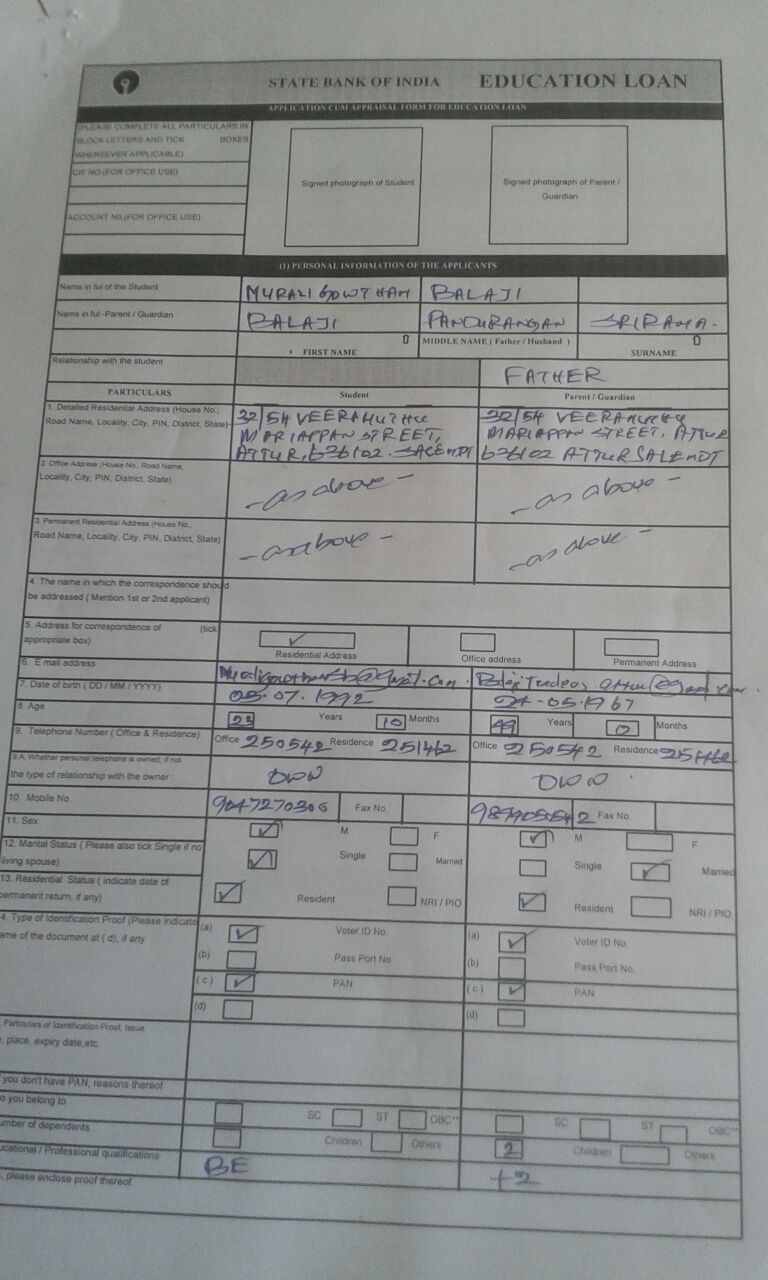 STATE BANK OF INDIA EDUCATION LOAN
APPLICATION CUM APPRAISAL FORM FOR EDUCATION LOAN
(PLEASE COMPLETE ALL PARTICULARS IN
BLOCK LETTERS AND TICK BOXES
WHEREEVER APPLICABLE)
CIF NO.(FOR OFFICE USE)
ACCOUNT NO.(FOR OFFICE USE)
Signed photograph of Student
Signed photograph of Parent /
Guardian
(1) PERSONAL INFORMATION OF THE APPLICANTS
Name in ful of the Student MURALI GOWTHAM BALAJI
Name in ful -Parent / Guardian BALAJI PANDURANGAN SRIRAMA.
FIRST NAME MIDDLE NAME ( Father / Husband ) SURNAME
Relationship with the student FATHER
PARTICULARS Student Parent / Guardian
1. Detailed Residential Address (House No.,
Road Name, Locality, City, PIN, District, State)
32/54 VEERAMUTHU
MARIAPPAN STREET,
ATTUR, 636102. SALEM DT
32/54 VEERAMUTHU
MARIAPPAN STREET, ATTUR
636102 ATTUR SALEM DT
2. Office Address (House No., Road Name,
Locality, City, PIN, District, State)
- as above - - as above -
3. Permanent Residential Address (House No.,
Road Name, Locality, City, PIN, District, State)
- as above - - as above -
4. The name in which the correspondence should
be addressed ( Mention 1st or 2nd applicant)
5. Address for correspondence of (tick
appropriate box)
Residential Address Office address Permanent Address
6. E mail address
7. Date of birth ( DD / MM / YYYY) 05.07.1992 24-05-1967
8. Age 23 Years 10 Months 49 Years 0 Months
9. Telephone Number ( Office & Residence) Office 250542 Residence 251462 Office 250542 Residence
9 A. Whether personal telephone is owned, if not
the type of relationship with the owner OWN OWN
10. Mobile No. 9047270306 Fax No. Fax No.
11. Sex M F M F
12. Marital Status ( Please also tick Single if no
living spouse) Single Married Single Married
13. Residential Status ( indicate date of
permanent return, if any) Resident NRI / PIO Resident NRI / PIO
4. Type of Identification Proof (Please indicate
ame of the document at ( d), if any
(a) Voter ID No. (a) Voter ID No.
(b) Pass Port No. (b) Pass Port No.
(c) PAN (c) PAN
(d) (d)
Particulars of Identification Proof, Issue
, place, expiry date,etc.
you don't have PAN, reasons thereof
o you belong to SC ST OBC** SC ST OBC**
umber of dependents Children Others 2 Children Others
ucational / Professional qualifications BE +2
, please enclose proof thereof